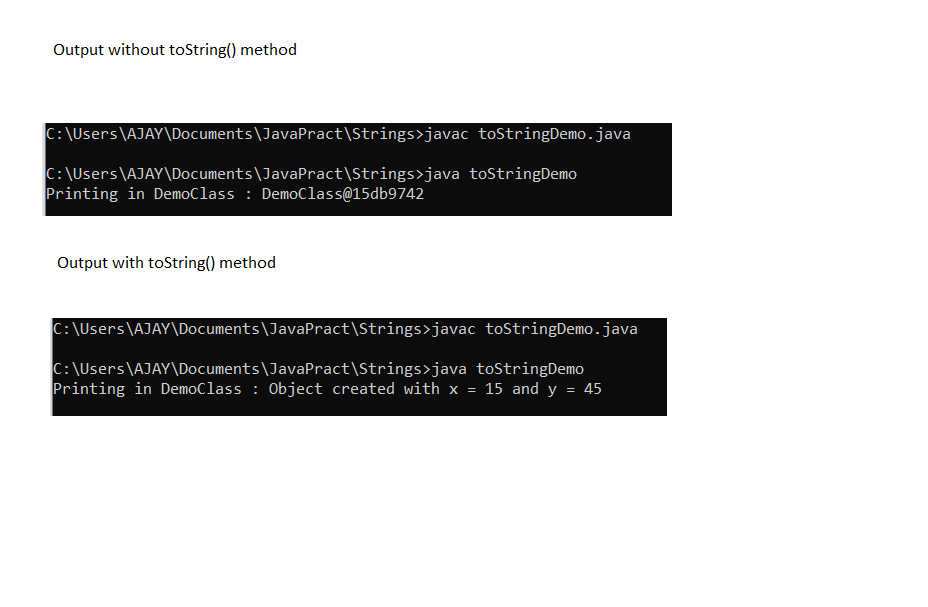 Output without toString() method
C:\Users\AJAY\Documents\JavaPract\Strings>javac toStringDemo.java
C:\Users\AJAY\Documents\JavaPract\Strings>java toStringDemo
Printing in DemoClass : DemoClass@15db9742
Output with toString() method
C:\Users\AJAY\Documents\JavaPract\Strings>javac toStringDemo.java
C:\Users\AJAY\Documents\JavaPract\Strings>java toStringDemo
Printing in DemoClass : Object created with x = 15 and y = 45